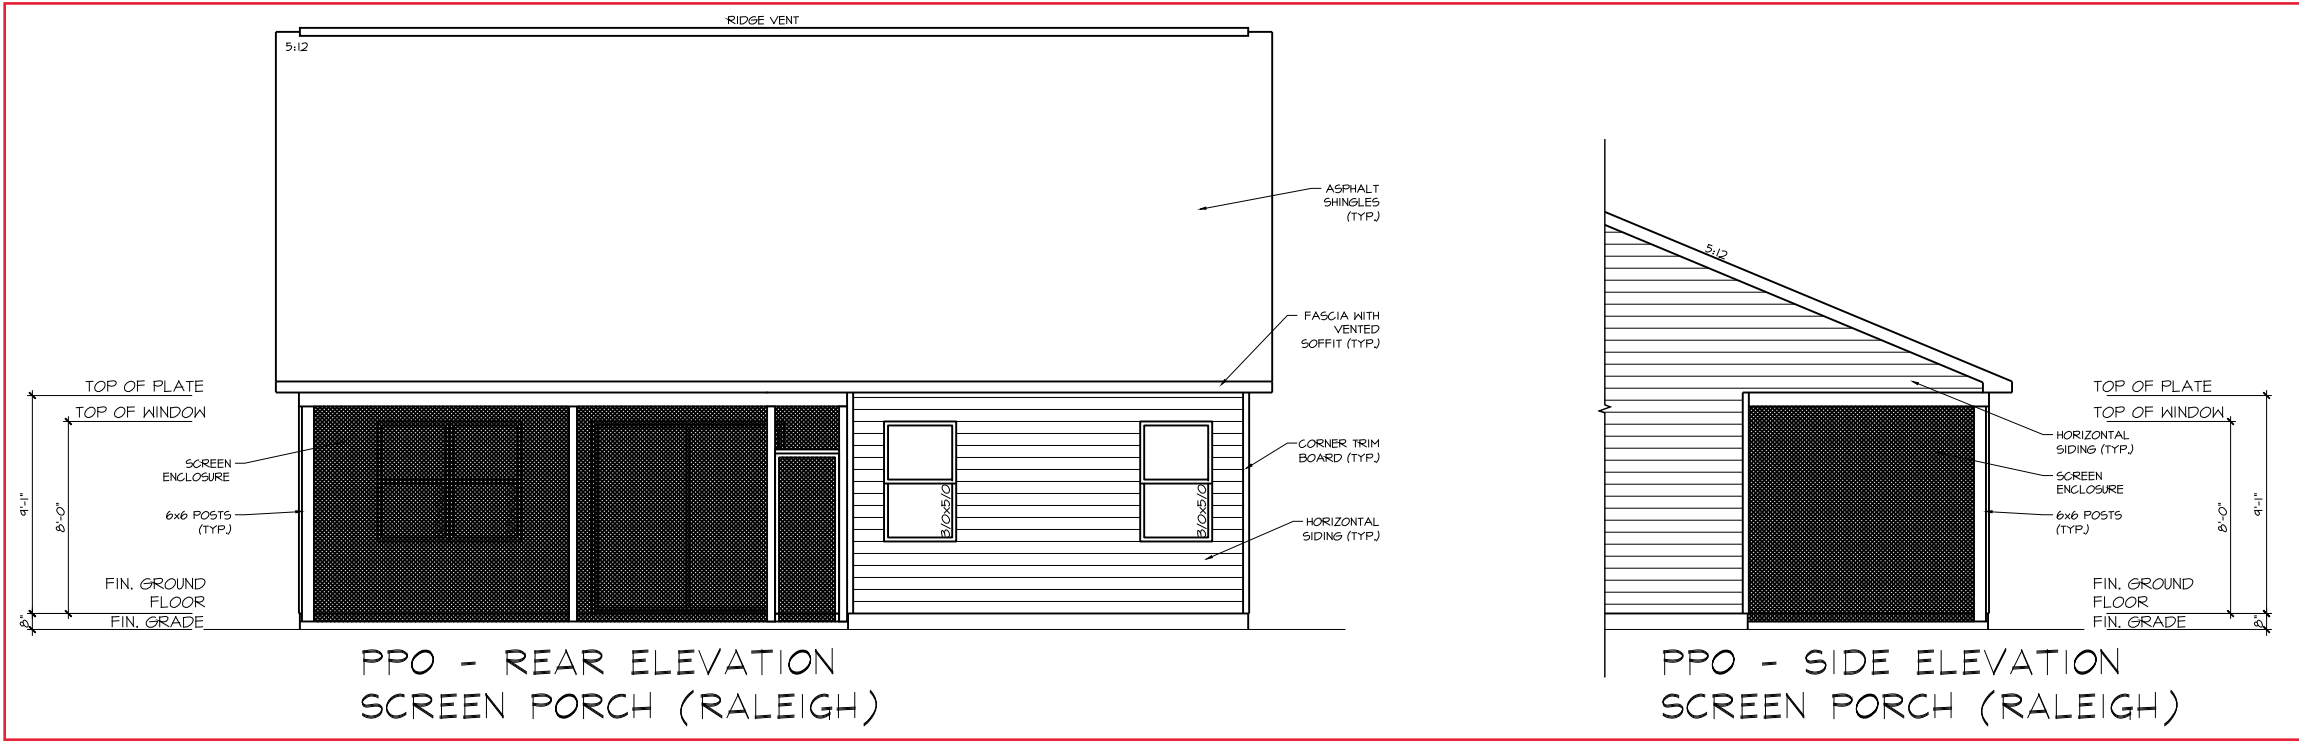 RIDGE VENT
5:12
ASPHALT
SHINGLES
(TYP.)
FASCIA WITH
VENTED
SOFFIT (TYP.)
TOP OF PLATE
TOP OF WINDOW
SCREEN
ENCLOSURE
6x6 POSTS
(TYP.)
9'-1"
8'-0"
FIN. GROUND
FLOOR
FIN. GRADE
8"
3/0x5/0
3/0x5/0
CORNER TRIM
BOARD (TYP.)
HORIZONTAL
SIDING (TYP.)
PPO - REAR ELEVATION
SCREEN PORCH (RALEIGH)
5:12
TOP OF PLATE
TOP OF WINDOW
HORIZONTAL
SIDING (TYP.)
SCREEN
ENCLOSURE
6x6 POSTS
(TYP.)
8'-0"
9'-1"
FIN. GROUND
FLOOR
FIN. GRADE
8"
PPO - SIDE ELEVATION
SCREEN PORCH (RALEIGH)